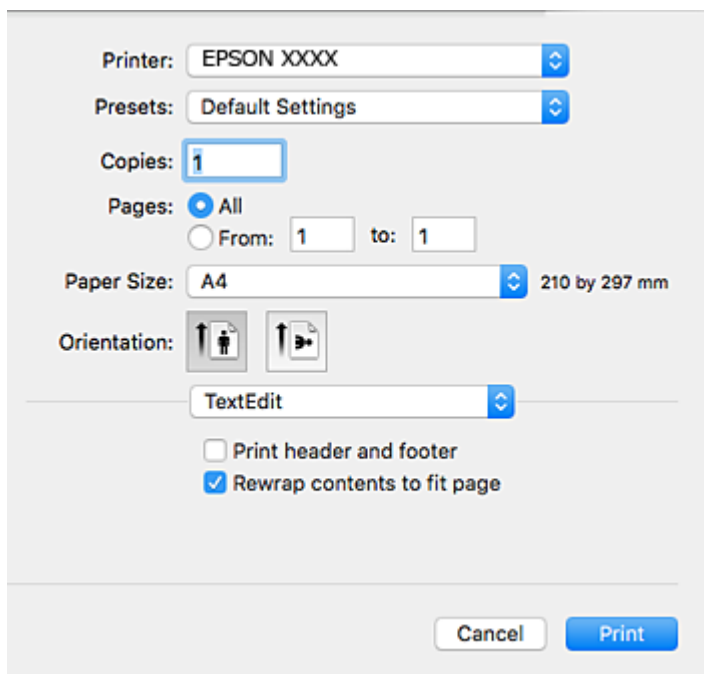 Printer: EPSON XXXX
Presets: Default Settings
Copies: 1
Pages: All
From: 1 to: 1
Paper Size: A4 210 by 297 mm
Orientation:
TextEdit
Print header and footer
Rewrap contents to fit page
Cancel Print